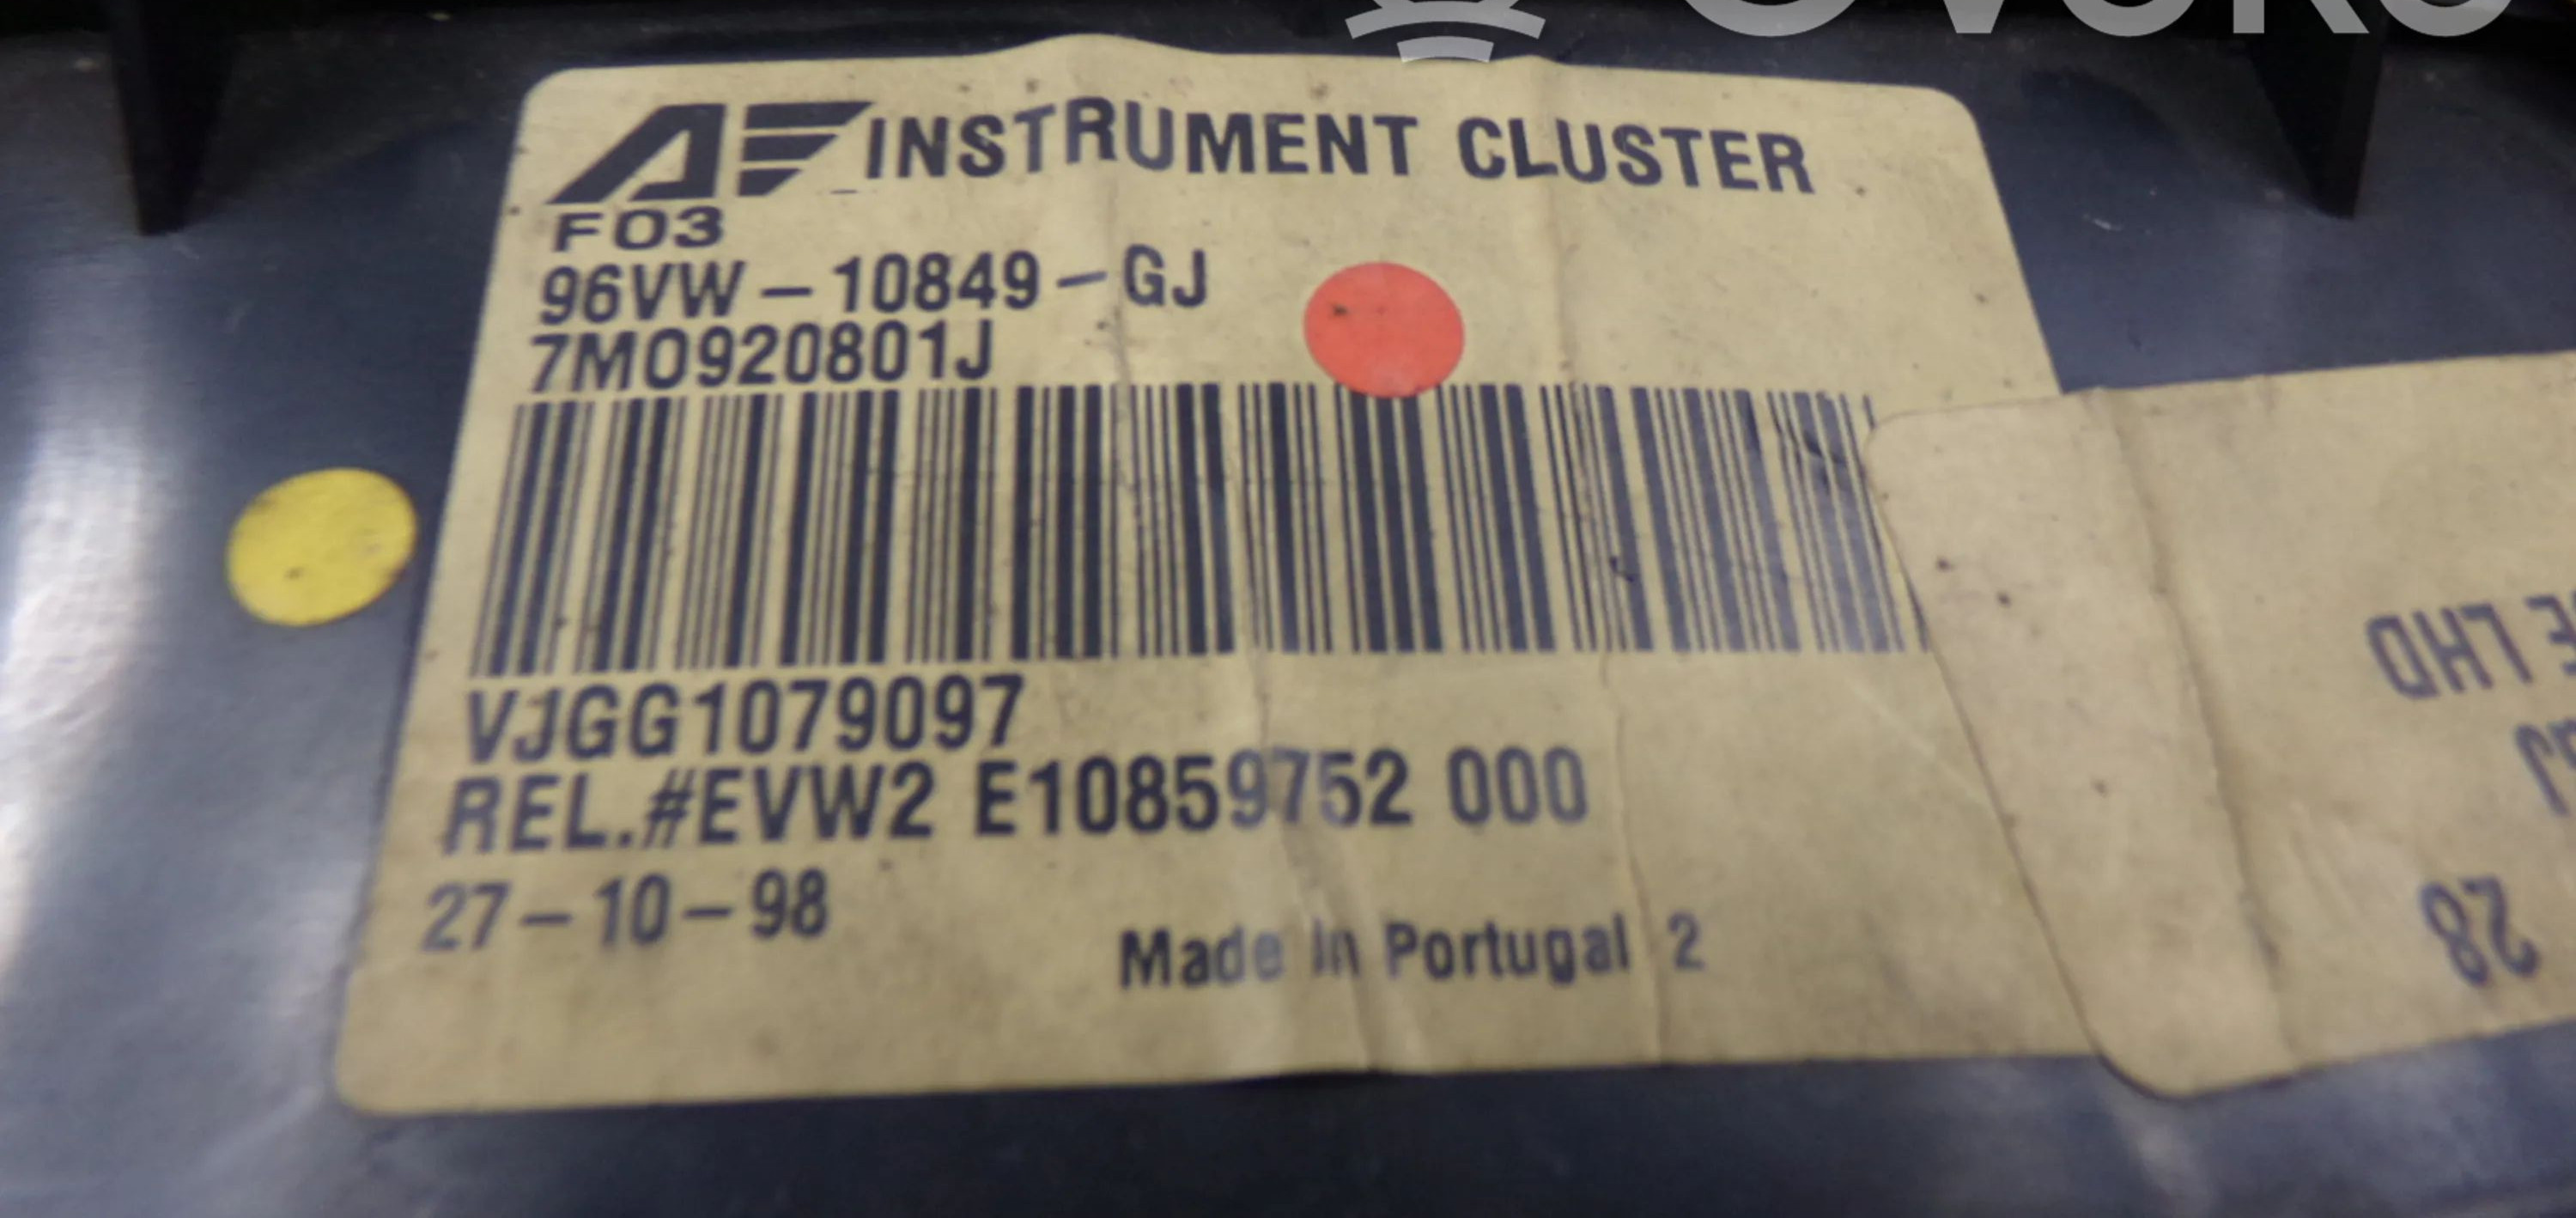 AF INSTRUMENT CLUSTER
F03
96VW-10849-GJ
7M0920801J
VJGG1079097
REL.#EVW2 E10859752 000
27-10-98
Made In Portugal 2
LHD
28